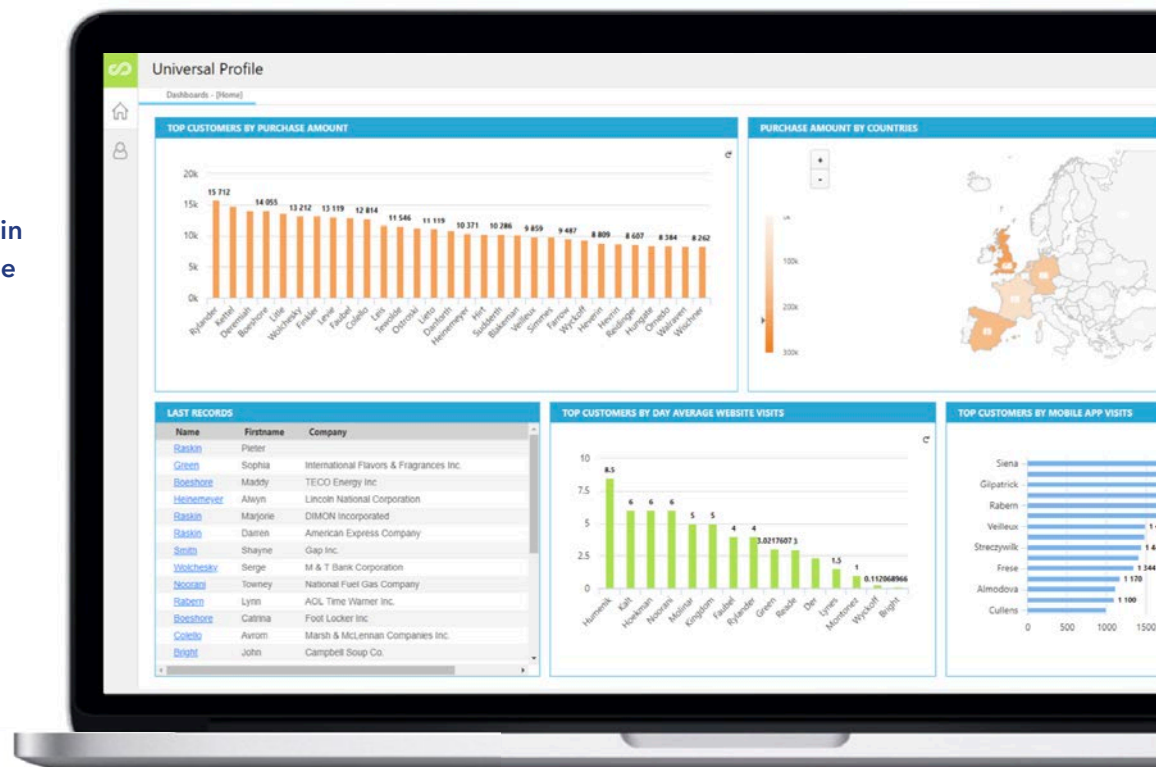 in
e
Universal Profile
Dashboards - [Home]
TOP CUSTOMERS BY PURCHASE AMOUNT
20k
15k
10k
5k
0k
15 712
14 055
13 212
13 119
12 814
11 546
11 119
10 371
10 286
9 859
9 487
8 809
8 607
8 384
8 262
Rylander
Kettel
Deremiah
Boeshore
Litle
Wolchesky
Finkler
Levie
Faubel
Colello
Leis
Tewolde
Ostroski
Lieto
Danforth
Heinemeyer
Hirt
Suddarth
Blakeman
Veilleux
Simmes
Farrow
Wyckoff
Heverin
Hevrin
Reidinger
Hungate
Ornedo
Walraven
Wischner
PURCHASE AMOUNT BY COUNTRIES
+
-
100k
200k
300k
LAST RECORDS
Name Firstname Company
Raskin Pieter
Green Sophia International Flavors & Fragrances Inc.
Boeshore Maddy TECO Energy Inc
Heinemeyer Alwyn Lincoln National Corporation
Raskin Marjorie DIMON Incorporated
Raskin Darren American Express Company
Smith Shayne Gap Inc.
Wolchesky Serge M & T Bank Corporation
Noorani Towney National Fuel Gas Company
Rabern Lynn AOL Time Warner Inc.
Boeshore Catrina Foot Locker Inc
Colello Avrom Marsh & McLennan Companies Inc.
Bright John Campbell Soup Co.
TOP CUSTOMERS BY DAY AVERAGE WEBSITE VISITS
10
7.5
5
2.5
0
8.5
6
6
6
5
5
4
4
3.0217607
3
1.5
1
0.112068966
Humenik
Kalt
Hoekman
Noorani
Molinar
Kingdom
Faubel
Rylander
Green
Reade
Der
Lynes
Montonez
Wyckoff
Bright
TOP CUSTOMERS BY MOBILE APP VISITS
Siena
Gilpatrick
Rabern
Veilleux
Streczywilk
Frese
Almodova
Cullens
1 344
1 170
1 100
0 500 1000 1500